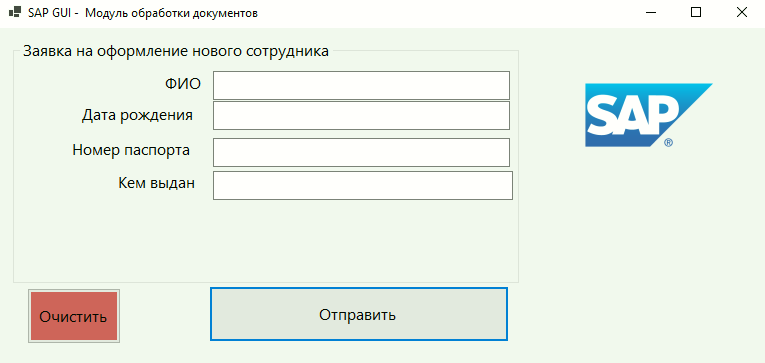 SAP GUI - Модуль обработки документов
Заявка на оформление нового сотрудника
ФИО
Дата рождения
Номер паспорта
Кем выдан
SAP ®
Очистить
Отправить